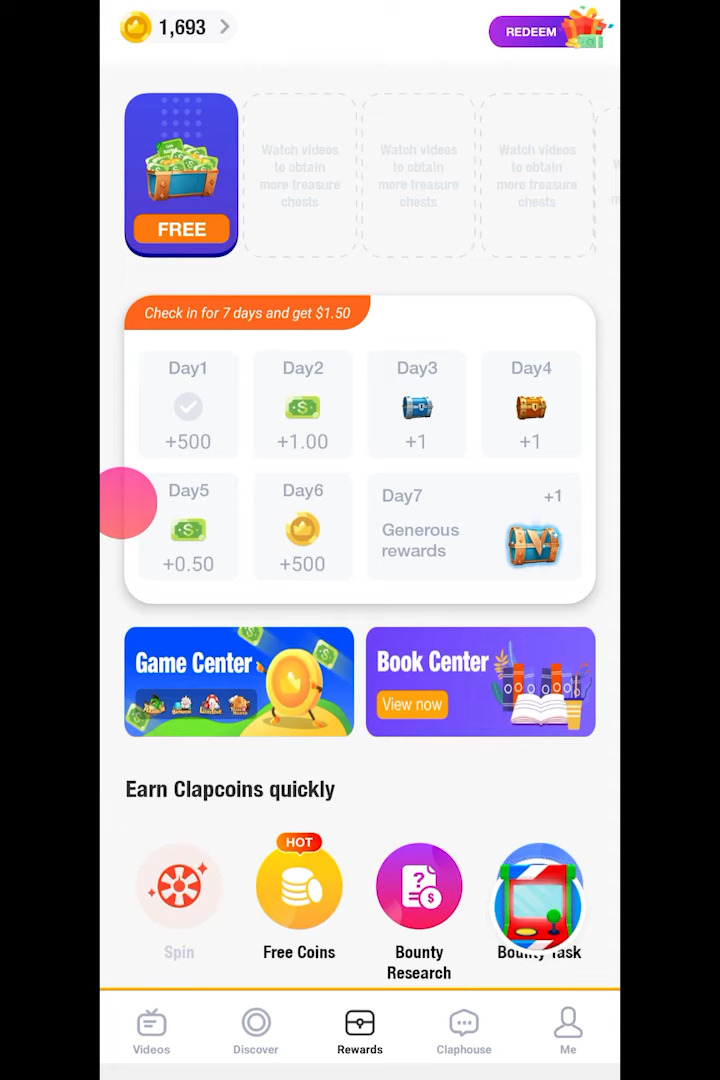 1,693
REDEEM
FREE
Watch videos
to obtain
more treasure
chests
Watch videos
to obtain
more treasure
chests
Watch videos
to obtain
more treasure
chests
Check in for 7 days and get $1.50
Day1
+500
Day2
+1.00
Day3
+1
Day4
+1
Day5
+0.50
Day6
+500
Day7
+1
Generous
rewards
Game Center
Book Center
View now
Earn Clapcoins quickly
Spin
HOT
Free Coins
Bounty
Research
Bounty Task
Videos
Discover
Rewards
Claphouse
Me